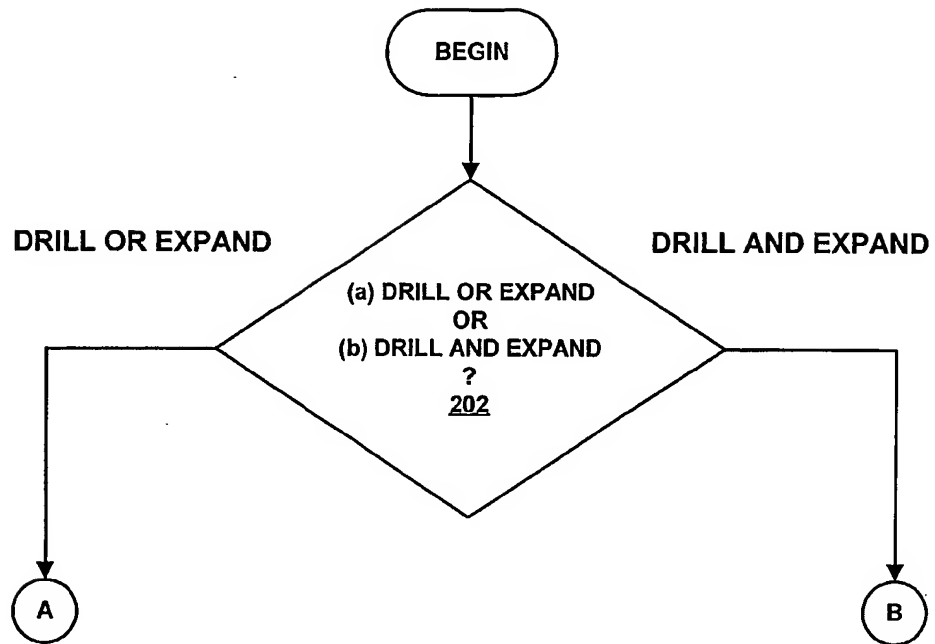 BEGIN
DRILL OR EXPAND
DRILL AND EXPAND
(a) DRILL OR EXPAND
OR
(b) DRILL AND EXPAND
?
202
A
B